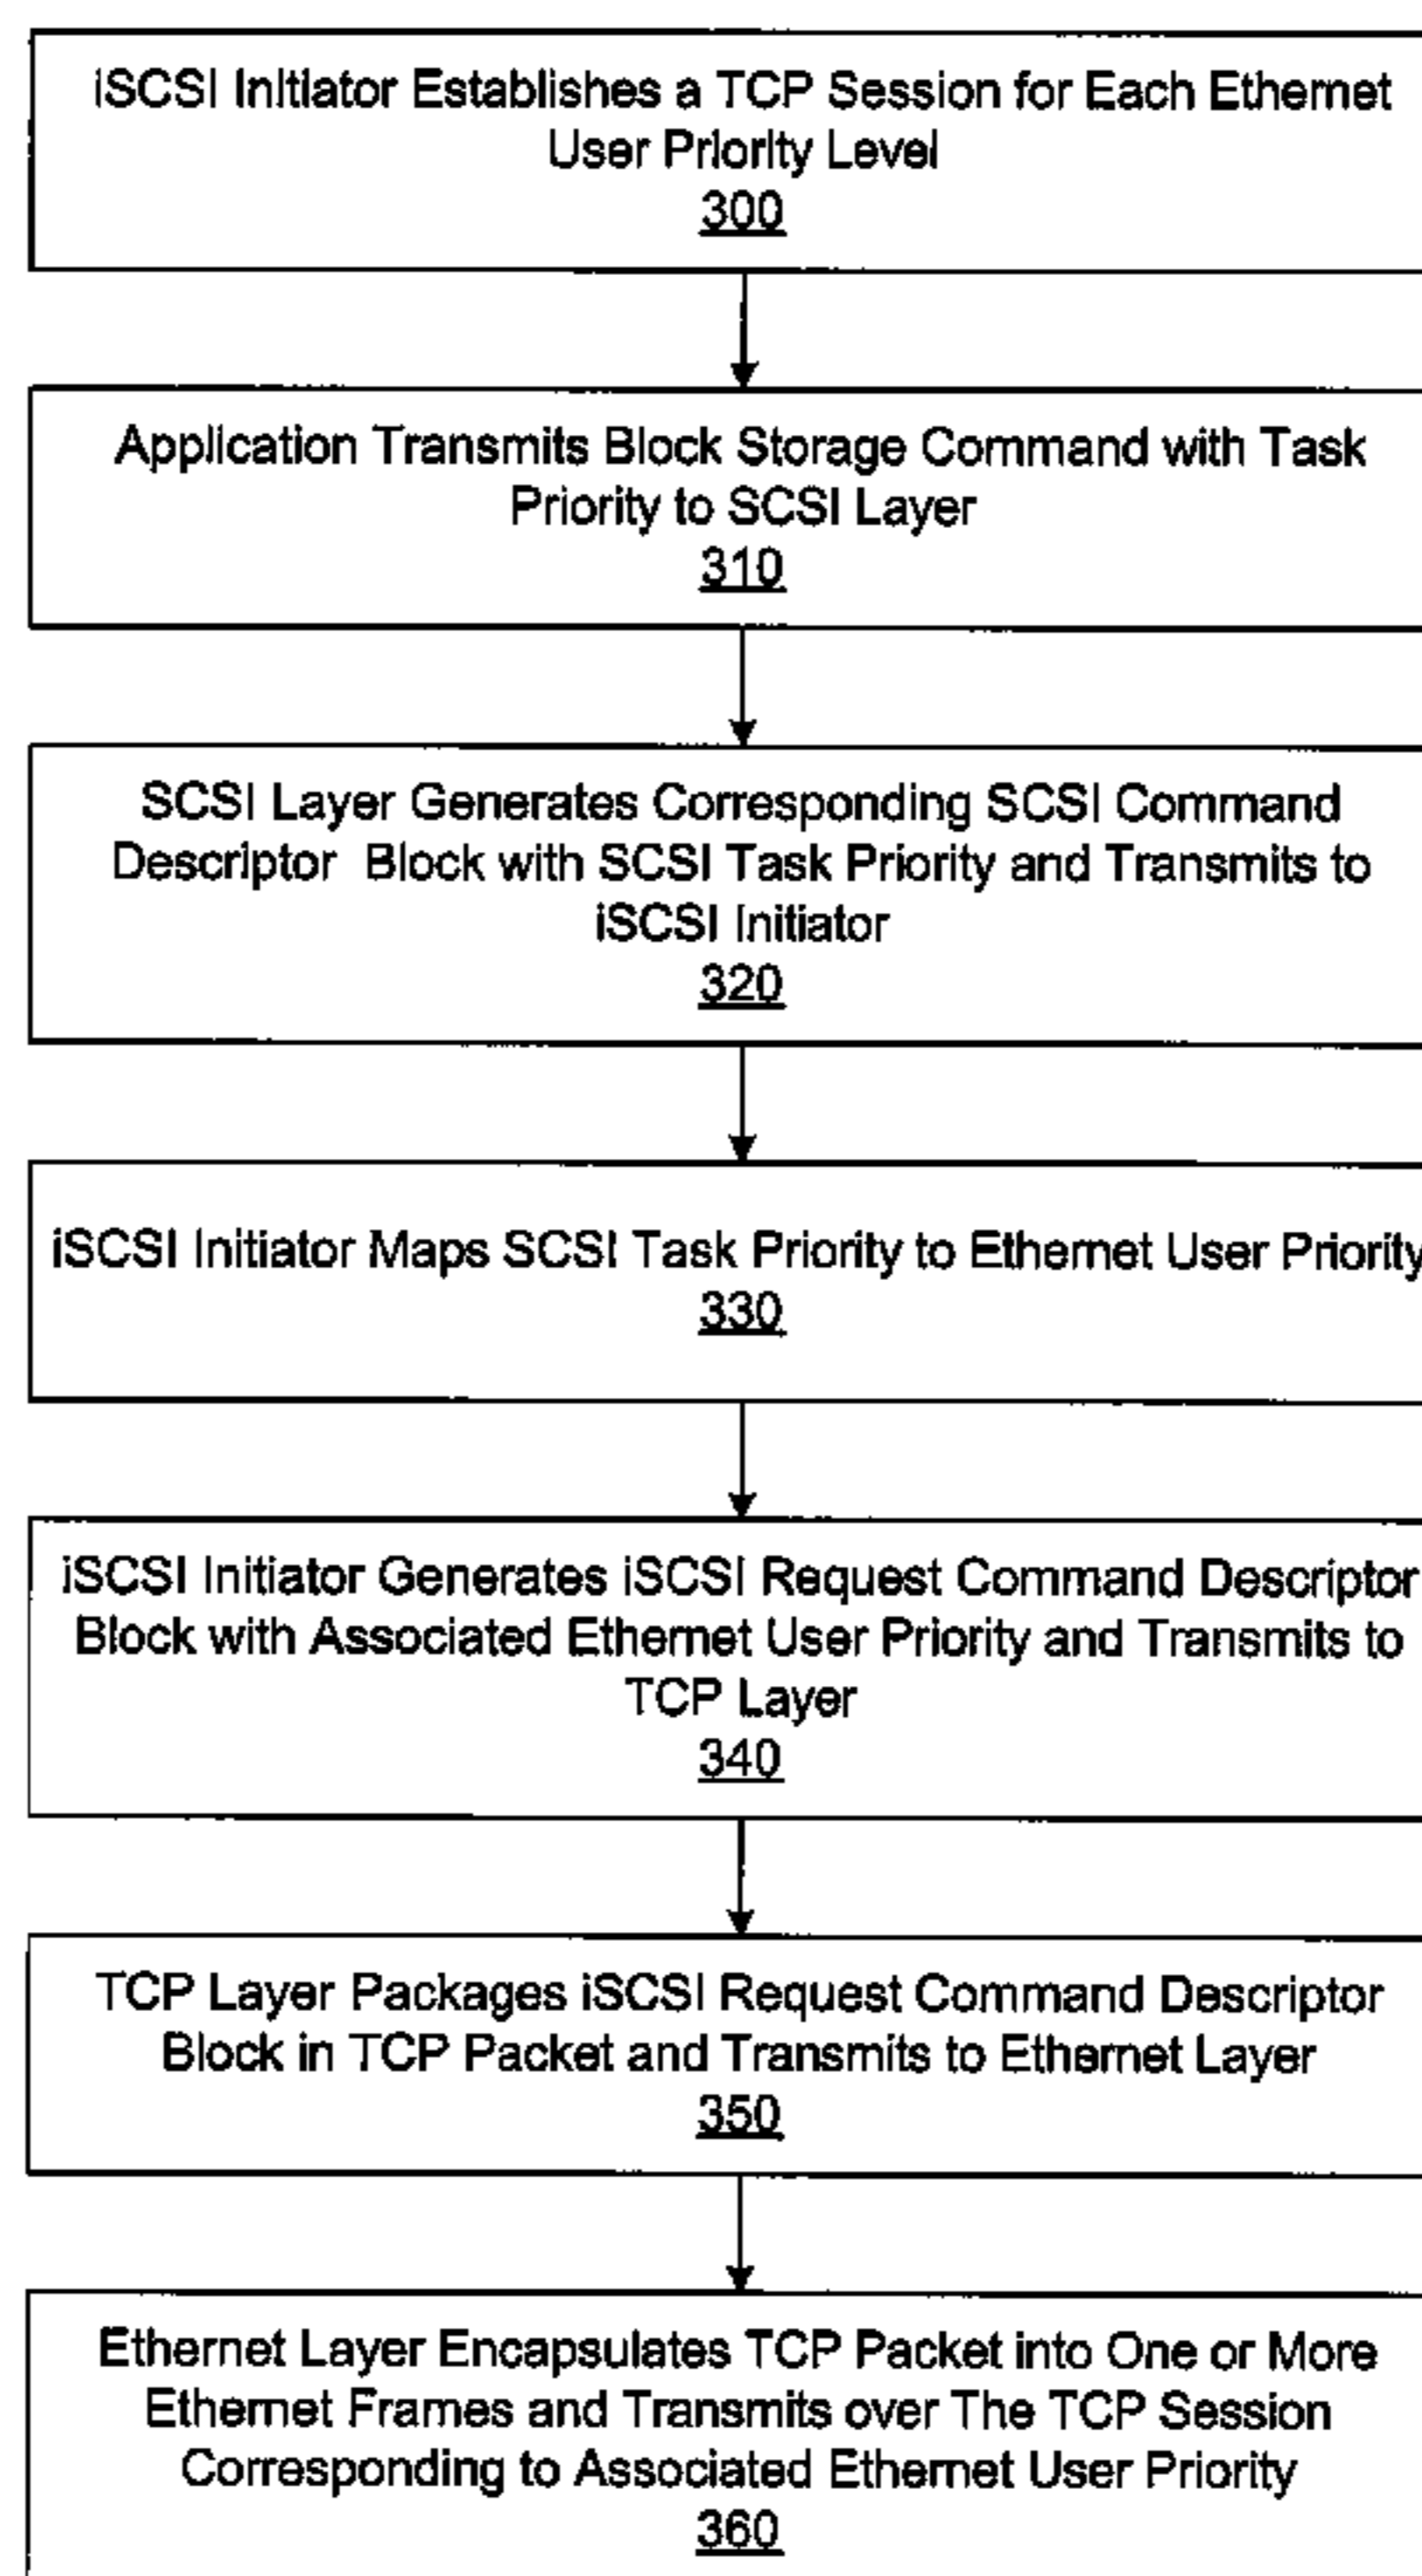 iSCSI Initiator Establishes a TCP Session for Each Ethernet
User Priority Level
300
Application Transmits Block Storage Command with Task
Priority to SCSI Layer
310
SCSI Layer Generates Corresponding SCSI Command
Descriptor Block with SCSI Task Priority and Transmits to
iSCSI Initiator
320
iSCSI Initiator Maps SCSI Task Priority to Ethernet User Priority
330
iSCSI Initiator Generates iSCSI Request Command Descriptor
Block with Associated Ethernet User Priority and Transmits to
TCP Layer
340
TCP Layer Packages iSCSI Request Command Descriptor
Block in TCP Packet and Transmits to Ethernet Layer
350
Ethernet Layer Encapsulates TCP Packet into One or More
Ethernet Frames and Transmits over The TCP Session
Corresponding to Associated Ethernet User Priority
360